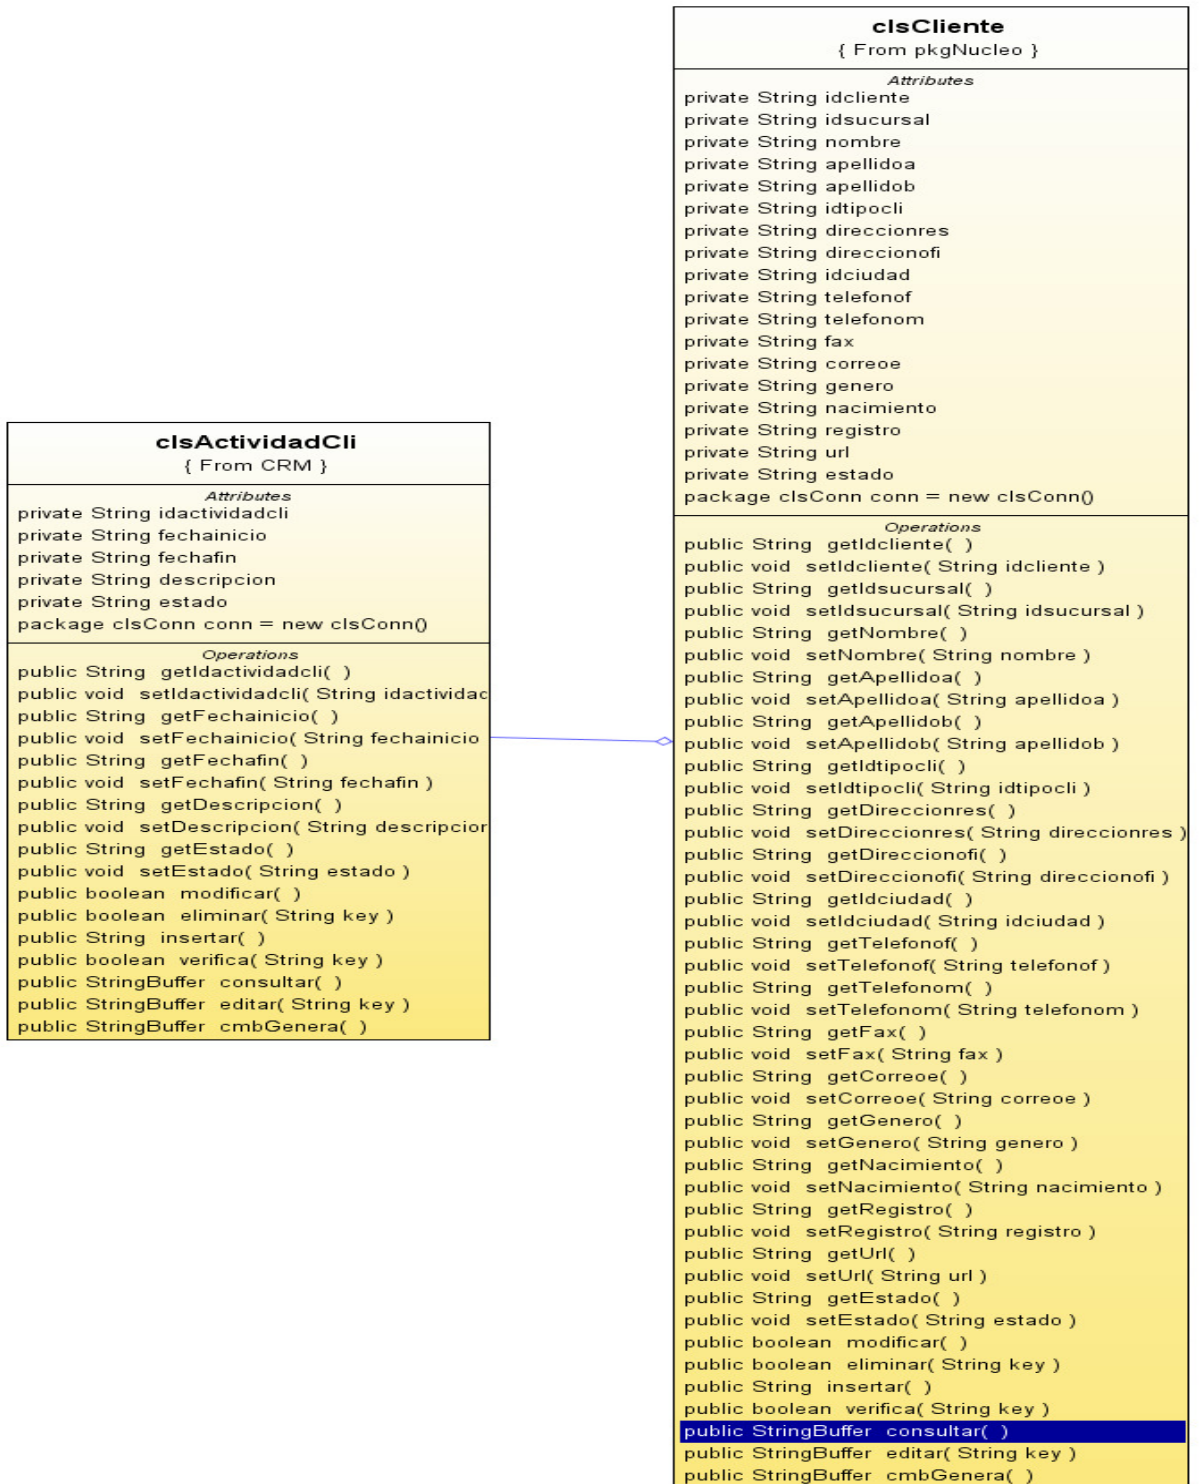 clsCliente
{ From pkgNucleo }
Attributes
private String idcliente
private String idsucursal
private String nombre
private String apellidoa
private String apellidob
private String idtipocli
private String direccionres
private String direccionofi
private String idciudad
private String telefonof
private String telefonom
private String fax
private String correoe
private String genero
private String nacimiento
private String registro
private String url
private String estado
package clsConn conn = new clsConn()
Operations
public String getIdcliente( )
public void setIdcliente( String idcliente )
public String getIdsucursal( )
public void setIdsucursal( String idsucursal )
public String getNombre( )
public void setNombre( String nombre )
public String getApellidoa( )
public void setApellidoa( String apellidoa )
public String getApellidob( )
public void setApellidob( String apellidob )
public String getIdtipocli( )
public void setIdtipocli( String idtipocli )
public String getDireccionres( )
public void setDireccionres( String direccionres )
public String getDireccionofi( )
public void setDireccionofi( String direccionofi )
public String getIdciudad( )
public void setIdciudad( String idciudad )
public String getTelefonof( )
public void setTelefonof( String telefonof )
public String getTelefonom( )
public void setTelefonom( String telefonom )
public String getFax( )
public void setFax( String fax )
public String getCorreoe( )
public void setCorreoe( String correoe )
public String getGenero( )
public void setGenero( String genero )
public String getNacimiento( )
public void setNacimiento( String nacimiento )
public String getRegistro( )
public void setRegistro( String registro )
public String getUrl( )
public void setUrl( String url )
public String getEstado( )
public void setEstado( String estado )
public boolean modificar( )
public boolean eliminar( String key )
public String insertar( )
public boolean verifica( String key )
public StringBuffer consultar( )
public StringBuffer editar( String key )
public StringBuffer cmbGenera( )
clsActividadCli
{ From CRM }
Attributes
private String idactividadcli
private String fechainicio
private String fechafin
private String descripcion
private String estado
package clsConn conn = new clsConn()
Operations
public String getIdactividadcli( )
public void setIdactividadcli( String idactividac
public String getFechainicio( )
public void setFechainicio( String fechainicio
public String getFechafin( )
public void setFechafin( String fechafin )
public String getDescripcion( )
public void setDescripcion( String descripcior
public String getEstado( )
public void setEstado( String estado )
public boolean modificar( )
public boolean eliminar( String key )
public String insertar( )
public boolean verifica( String key )
public StringBuffer consultar( )
public StringBuffer editar( String key )
public StringBuffer cmbGenera( )